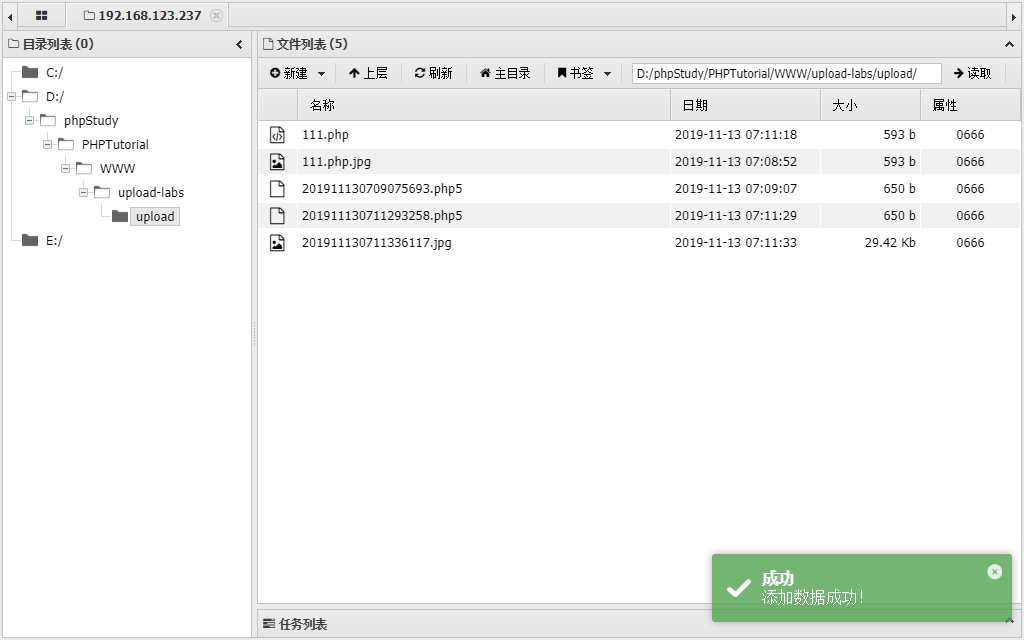 192.168.123.237
目录列表 (0)
C:/
D:/
phpStudy
PHPTutorial
WWW
upload-labs
upload
E:/
文件列表 (5)
新建 上层 刷新 主目录 书签 D:/phpStudy/PHPTutorial/WWW/upload-labs/upload/ 读取
名称 日期 大小 属性
111.php 2019-11-13 07:11:18 593 b 0666
111.php.jpg 2019-11-13 07:08:52 593 b 0666
201911130709075693.php5 2019-11-13 07:09:07 650 b 0666
201911130711293258.php5 2019-11-13 07:11:29 650 b 0666
201911130711336117.jpg 2019-11-13 07:11:33 29.42 Kb 0666
成功
添加数据成功!
任务列表